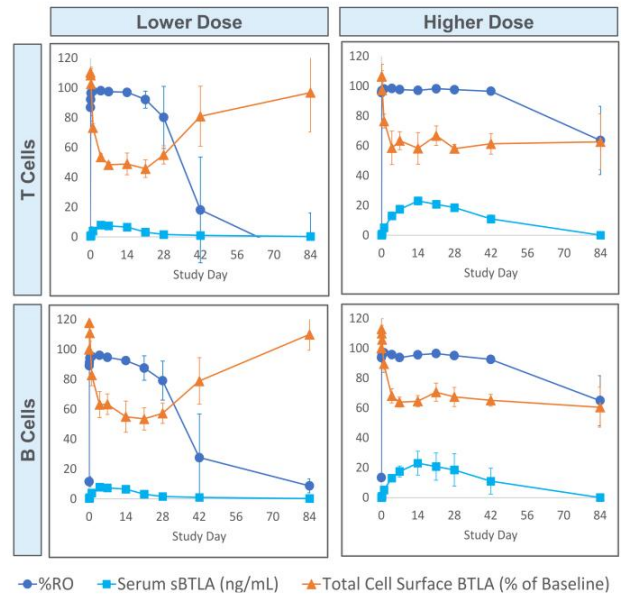 Lower Dose
Higher Dose
T Cells
120
100
80
60
40
20
0
0 14 28 42 56 70 84
Study Day
120
100
80
60
40
20
0
0 14 28 42 56 70 84
Study Day
B Cells
120
100
80
60
40
20
0
0 14 28 42 56 70 84
Study Day
120
100
80
60
40
20
0
0 14 28 42 56 70 84
Study Day
%RO Serum sBTLA (ng/mL) Total Cell Surface BTLA (% of Baseline)